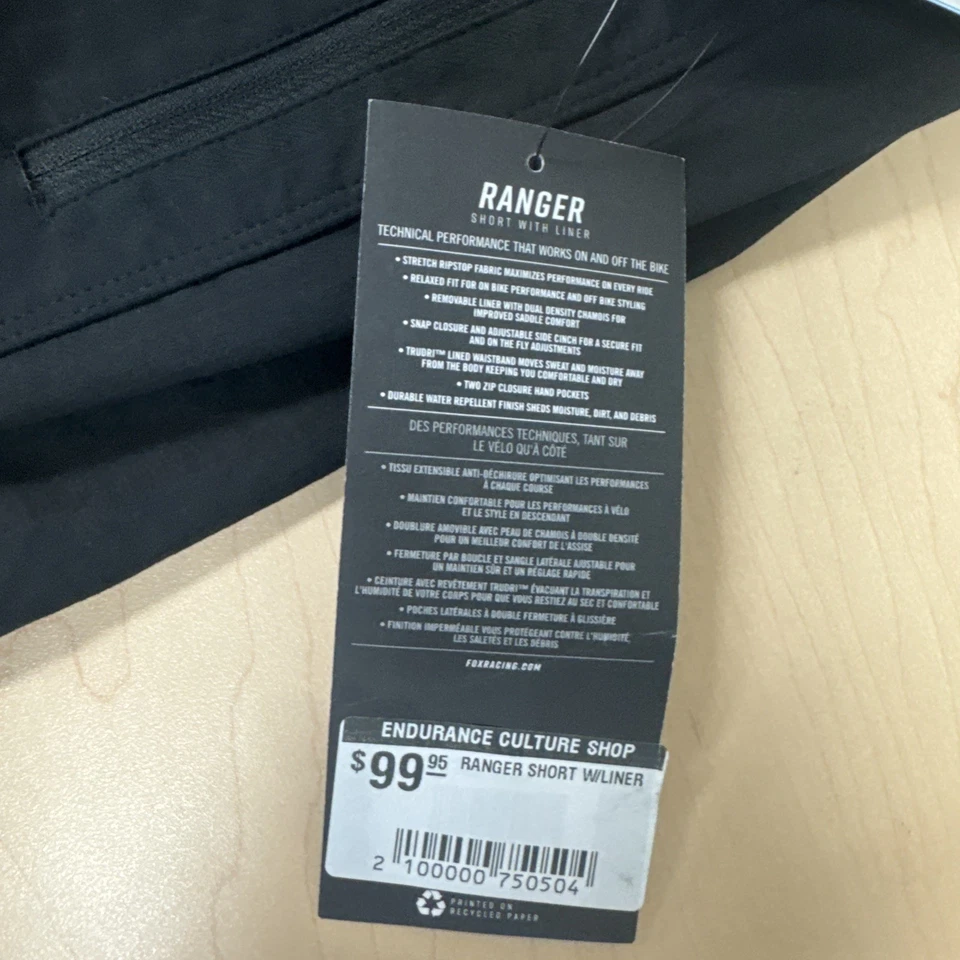 RANGER
SHORT WITH LINER
TECHNICAL PERFORMANCE THAT WORKS ON AND OFF THE BIKE
• STRETCH RIPSTOP FABRIC MAXIMIZES PERFORMANCE ON EVERY RIDE
• RELAXED FIT FOR ON BIKE PERFORMANCE AND OFF BIKE STYLING
• REMOVABLE LINER WITH DUAL DENSITY CHAMOIS FOR
IMPROVED SADDLE COMFORT
• SNAP CLOSURE AND ADJUSTABLE SIDE CINCH FOR A SECURE FIT
AND ON THE FLY ADJUSTMENTS
• TRUDRI™ LINED WAISTBAND MOVES SWEAT AND MOISTURE AWAY
FROM THE BODY KEEPING YOU COMFORTABLE AND DRY
• TWO ZIP CLOSURE HAND POCKETS
• DURABLE WATER REPELLENT FINISH SHEDS MOISTURE, DIRT, AND DEBRIS
DES PERFORMANCES TECHNIQUES, TANT SUR
LE VÉLO QU'À CÔTÉ
• TISSU EXTENSIBLE ANTI-DÉCHIRURE OPTIMISANT LES PERFORMANCES
À CHAQUE COURSE
• MAINTIEN CONFORTABLE POUR LES PERFORMANCES À VÉLO
ET LE STYLE EN DESCENDANT
• DOUBLURE AMOVIBLE AVEC PEAU DE CHAMOIS À DOUBLE DENSITÉ
POUR UN MEILLEUR CONFORT DE L'ASSISE
• FERMETURE PAR BOUCLE ET SANGLE LATÉRALE AJUSTABLE POUR
UN MAINTIEN SÛR ET UN RÉGLAGE RAPIDE
• CEINTURE AVEC REVÊTEMENT TRUDRI™ ÉVACUANT LA TRANSPIRATION ET
L'HUMIDITÉ DE VOTRE CORPS POUR QUE VOUS RESTIEZ AU SEC ET CONFORTABLE
• POCHES LATÉRALES À DOUBLE FERMETURE À GLISSIÈRE
• FINITION IMPERMÉABLE VOUS PROTÉGEANT CONTRE L'HUMIDITÉ,
LES SALETÉS ET LES DÉBRIS
FOXRACING.COM
ENDURANCE CULTURE SHOP
$99 95 RANGER SHORT W/LINER
2 100000 750504
PRINTED ON
RECYCLED PAPER